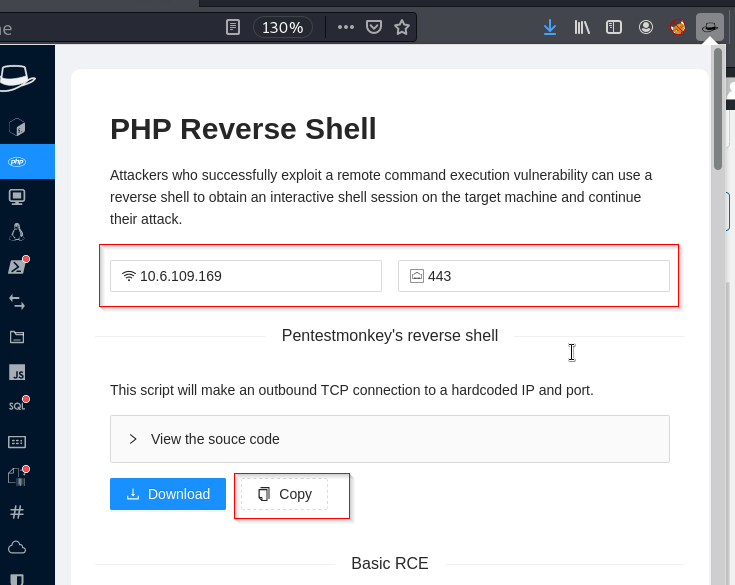 e
130%
php
PHP Reverse Shell
Attackers who successfully exploit a remote command execution vulnerability can use a
reverse shell to obtain an interactive shell session on the target machine and continue
their attack.
10.6.109.169
443
Pentestmonkey's reverse shell
This script will make an outbound TCP connection to a hardcoded IP and port.
JS
SQL
View the souce code
Download
Copy
Basic RCE